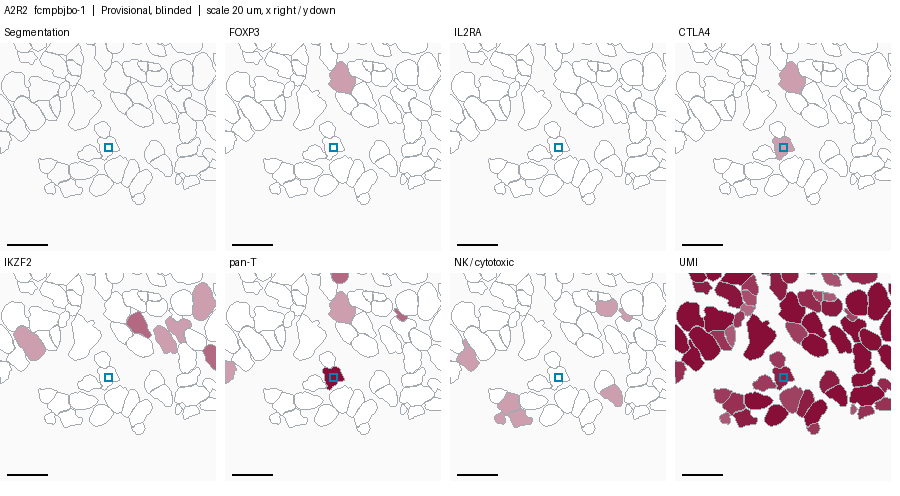 A2R2 fcmpbjbo-1 | Provisional, blinded | scale 20 um, x right / y down
Segmentation FOXP3 IL2RA CTLA4
IKZF2 pan-T NK / cytotoxic UMI